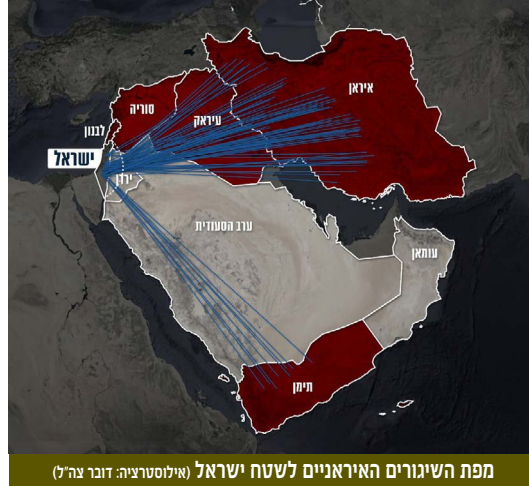 איראן
סוריה
עיראק
לבנון
ישראל
ירדן
ערב הסעודית
עומאן
תימן
מפת השיגורים האיראניים לשטח ישראל (אילוסטרציה: דובר צה"ל)